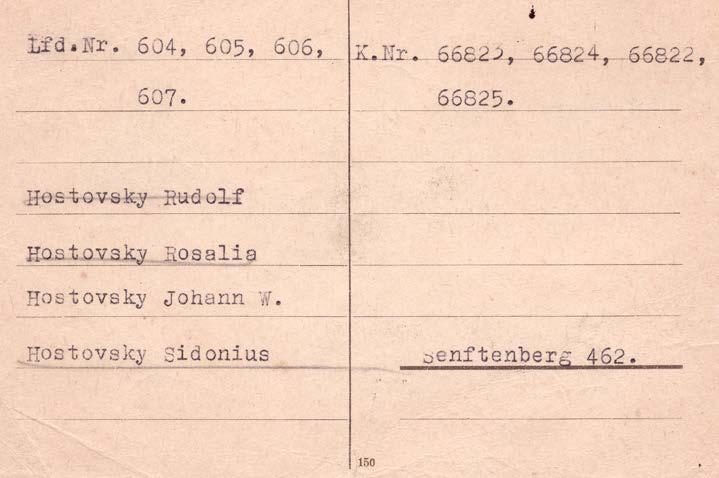 Lfd.Nr. 604, 605, 606,
607.
K.Nr. 66823, 66824, 66822,
66825.
Hostovsky Rudolf
Hostovsky Rosalia
Hostovsky Johann W.
Hostovsky Sidonius
Senftenberg 462.
150